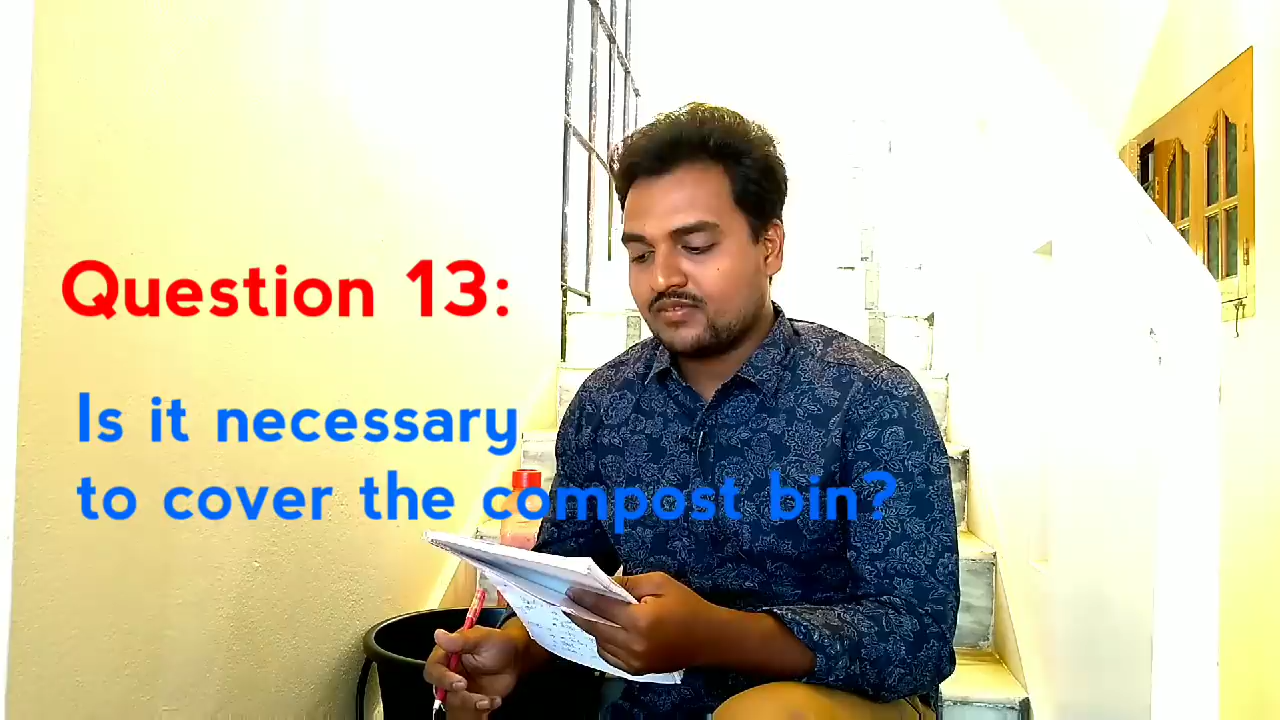 Question 13:
Is it necessary
to cover the compost bin?